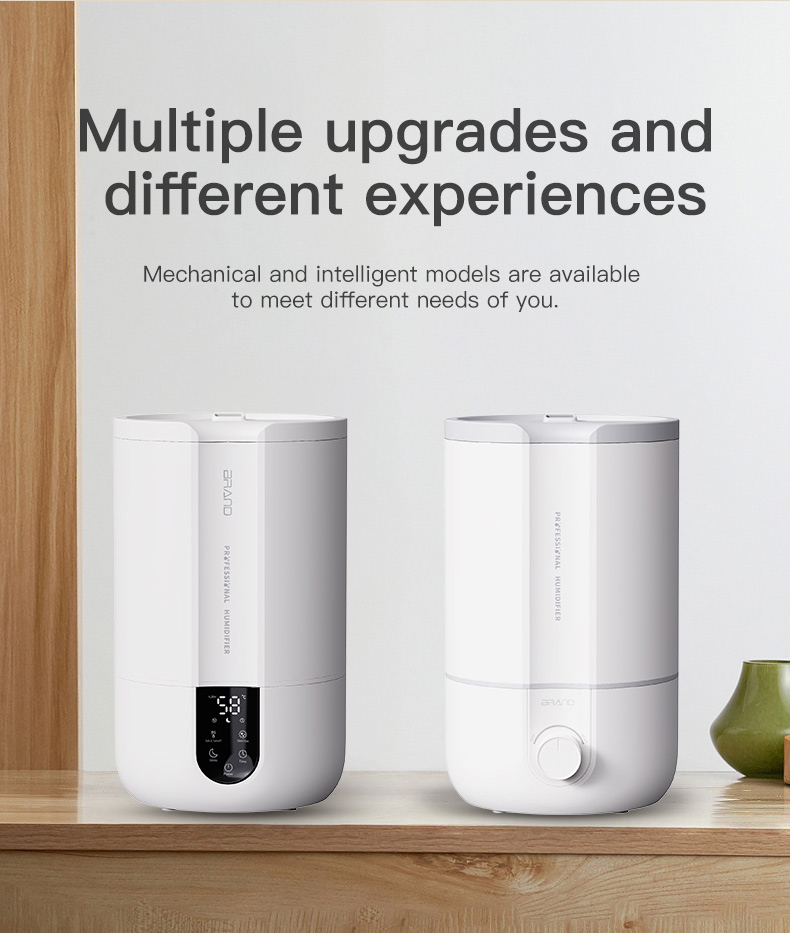 Multiple upgrades and
different experiences
Mechanical and intelligent models are available
to meet different needs of you.
BRAND
PROFESSIONAL HUMIDIFIER
58
PROFESSIONAL HUMIDIFIER
BRAND